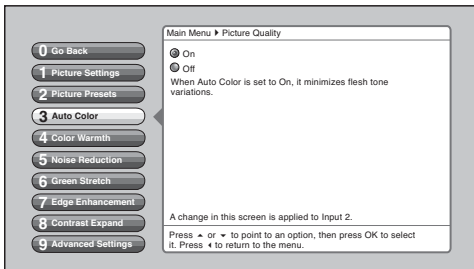 0 Go Back
1 Picture Settings
2 Picture Presets
3 Auto Color
4 Color Warmth
5 Noise Reduction
6 Green Stretch
7 Edge Enhancement
8 Contrast Expand
9 Advanced Settings
Main Menu ▶ Picture Quality
On
Off
When Auto Color is set to On, it minimizes flesh tone
variations.
A change in this screen is applied to Input 2.
Press ▲ or ▼ to point to an option, then press OK to select
it. Press ◀ to return to the menu.